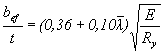 b_ef / t = (0,36 + 0,10λ̄) √(E / R_y)